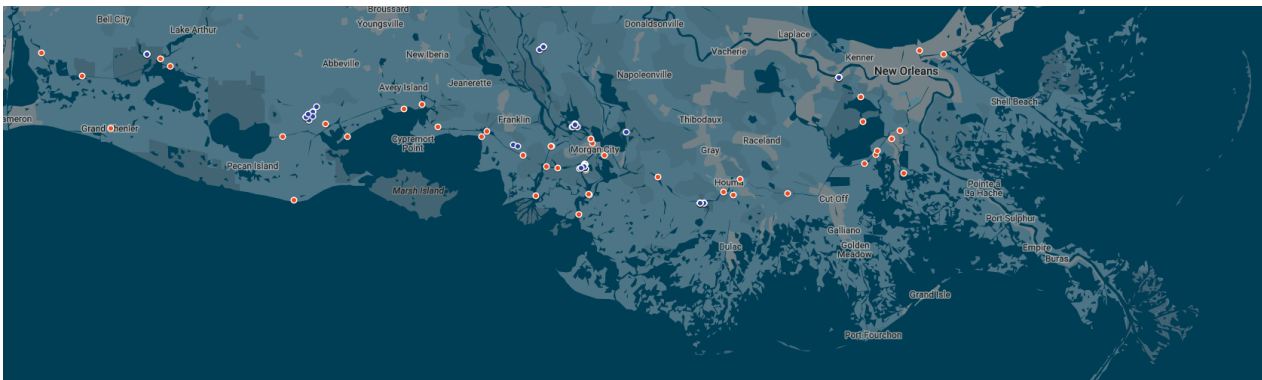 Broussard
Bell City
Youngsville
Donaldsonville
Lake Arthur
Laplace
Vacherie
New Iberia
Kenner
Abbeville
New Orleans
Napoleonville
Jeanerette
Avery Island
Shell Beach
ameron
Franklin
Thibodaux
Grand Chenier
Cypremort
Point
Raceland
Morgan City
Gray
Pecan Island
Houma
Marsh Island
Pointe a
La Hache
Cut Off
Port Sulphur
Galliano
Dulac
Golden
Meadow
Empire
Buras
Grand Isle
Port Fourchon